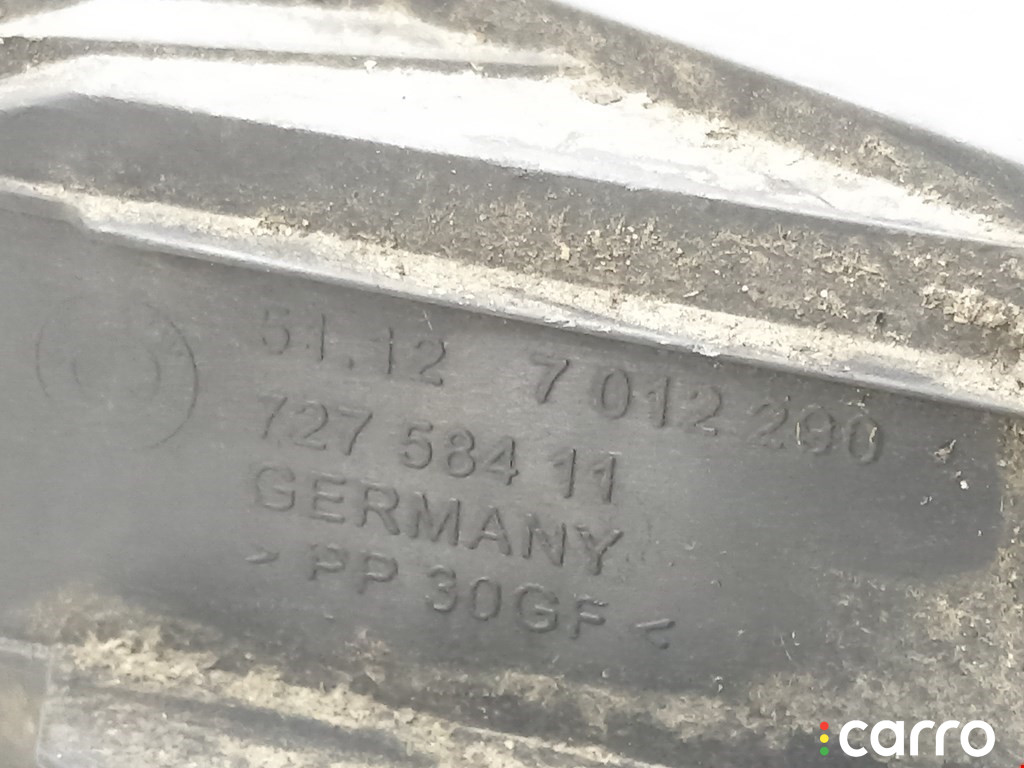 51.12 7 012 290
727 584 11
GERMANY
> PP 30GF <
carro